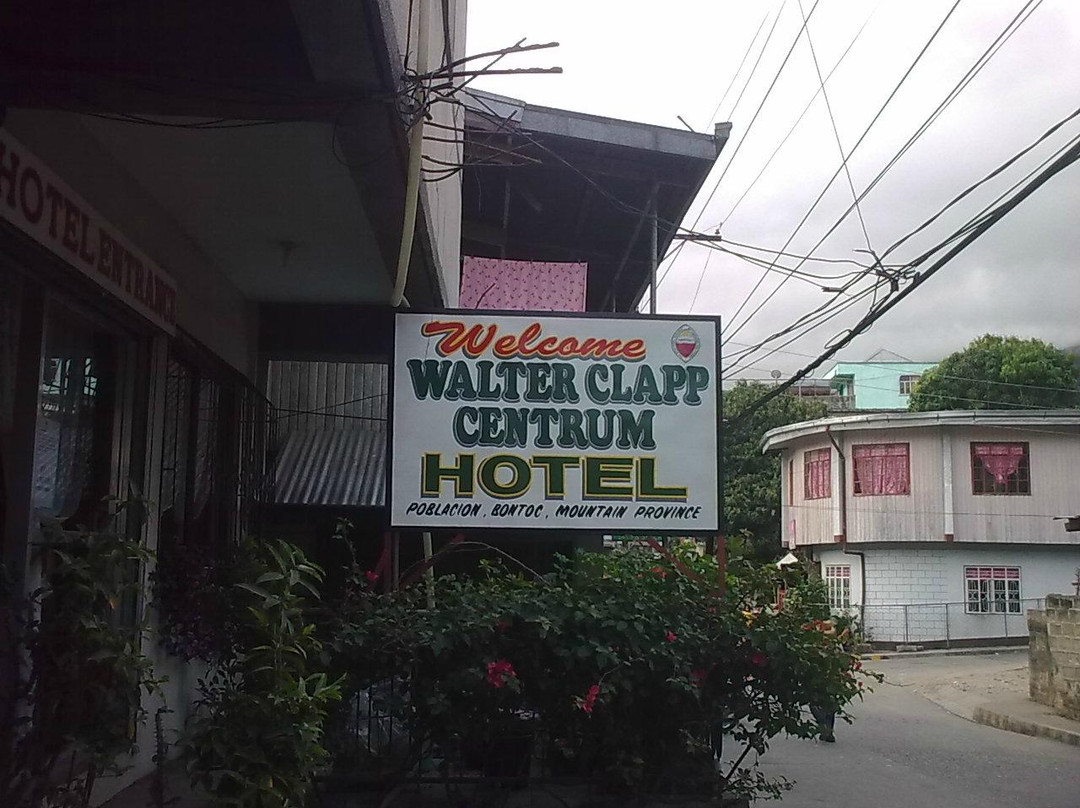 HOTEL ENTRANCE
Welcome
WALTER CLAPP
CENTRUM
HOTEL
POBLACION, BONTOC, MOUNTAIN PROVINCE